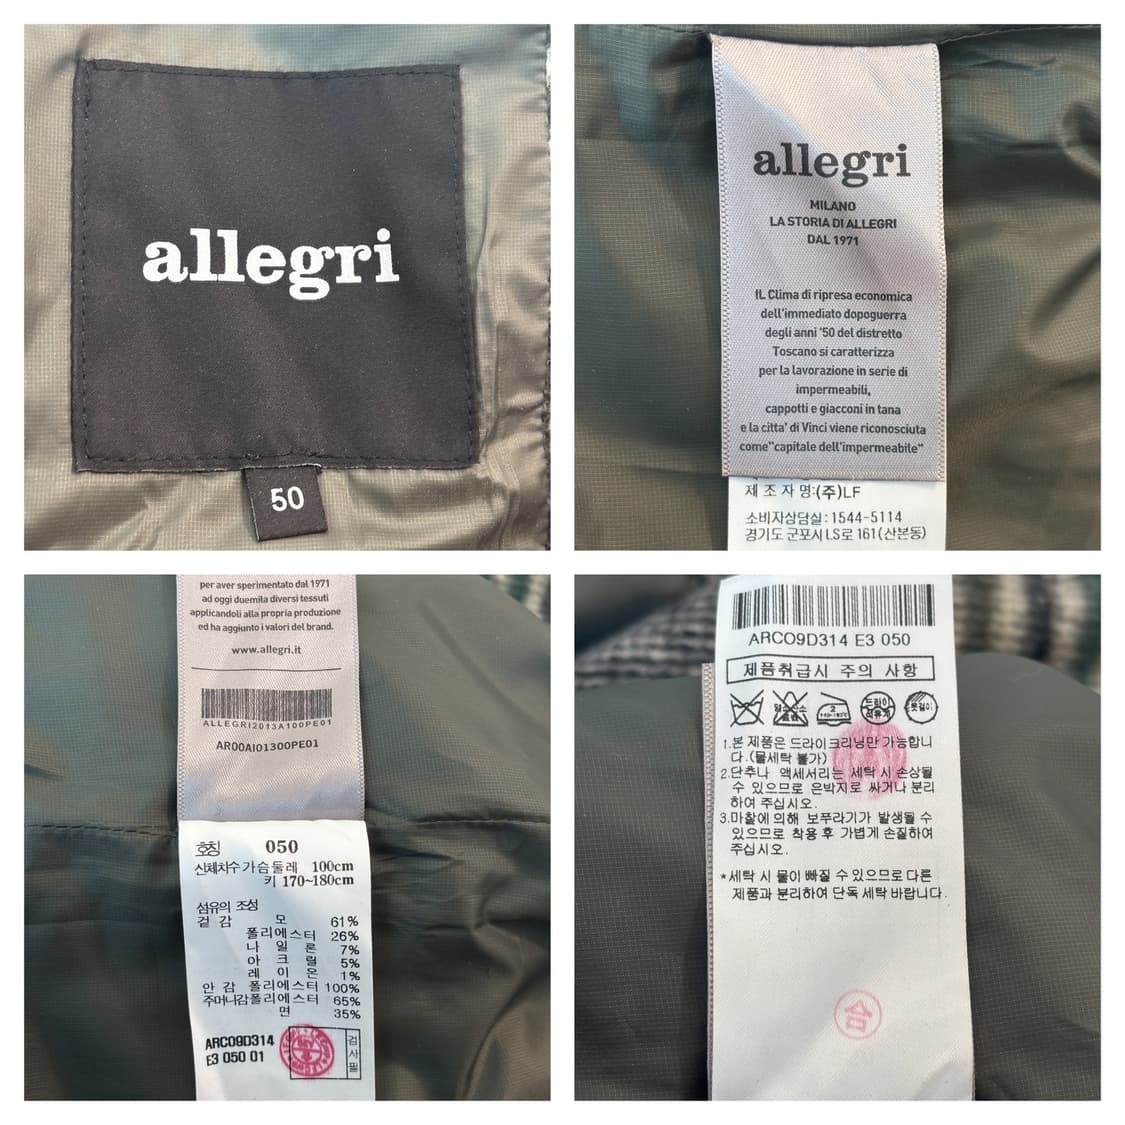 allegri
50
allegri
MILANO
LA STORIA DI ALLEGRI
DAL 1971
IL Clima di ripresa economica
dell'immediato dopoguerra
degli anni '50 del distretto
Toscano si caratterizza
per la lavorazione in serie di
impermeabili,
cappotti e giacconi in tana
e la citta' di Vinci viene riconosciuta
come"capitale dell'impermeabile"
제 조 자 명:(주)LF
소비자상담실: 1544-5114
경기도 군포시 LS로 161(산본동)
per aver sperimentato dal 1971
ad oggi duemila diversi tessuti
applicandoli alla propria produzione
ed ha aggiunto i valori del brand.
www.allegri.it
ALLEGRI2013A100PE01
AR00AI01300PE01
호칭 050
신체치수 가슴둘레 100cm
키 170~180cm
섬유의 조성
겉 감 모 61%
폴리에스터 26%
나 일 론 7%
아 크 릴 5%
레 이 온 1%
안 감 폴리에스터 100%
주머니감폴리에스터 65%
면 35%
ARC09D314
E3 050 01
검사필
ARC09D314 E3 050
제품취급시 주의 사항
드라이
옷걸이
1.본 제품은 드라이크리닝만 가능합니
다.(물세탁 불가)
2.단추나 액세서리는 세탁 시 손상될
수 있으므로 은박지로 싸거나 분리
하여 주십시오.
3.마찰에 의해 보푸라기가 발생될 수
있으므로 착용 후 가볍게 손질하여
주십시오.
*세탁 시 물이 빠질 수 있으므로 다른
제품과 분리하여 단독 세탁 바랍니다.
合